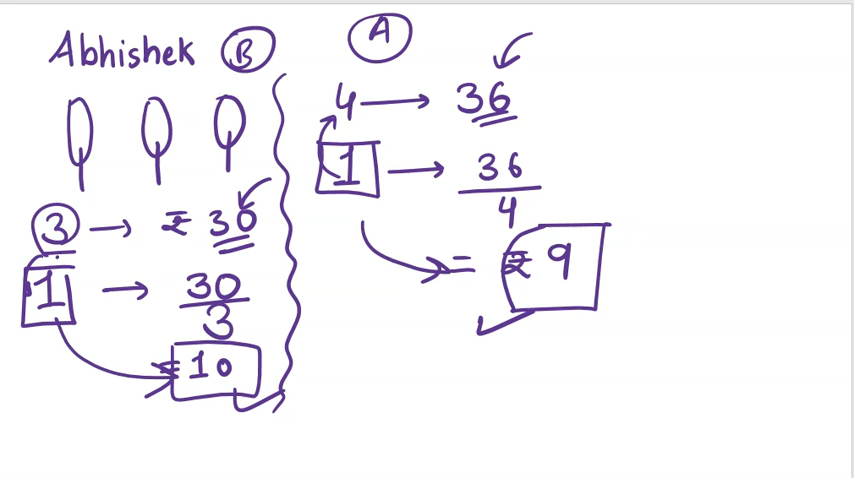 Abhishek B
3 → ₹ 30
1 → 30
3
= 10
A
4 → 36
1 → 36
4
= ₹ 9